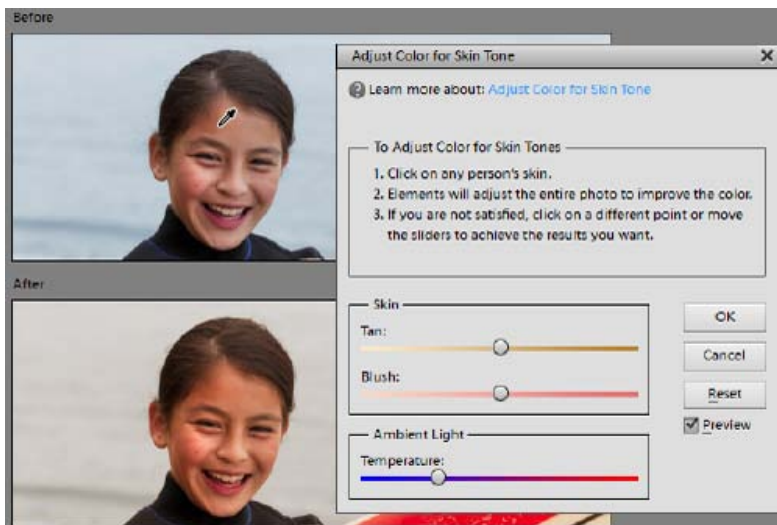 Before
Adjust Color for Skin Tone
Learn more about: Adjust Color for Skin Tone
To Adjust Color for Skin Tones
1. Click on any person's skin.
2. Elements will adjust the entire photo to improve the color.
3. If you are not satisfied, click on a different point or move
the sliders to achieve the results you want.
After
Skin
Tan:
Blush:
OK
Cancel
Reset
Preview
Ambient Light
Temperature: